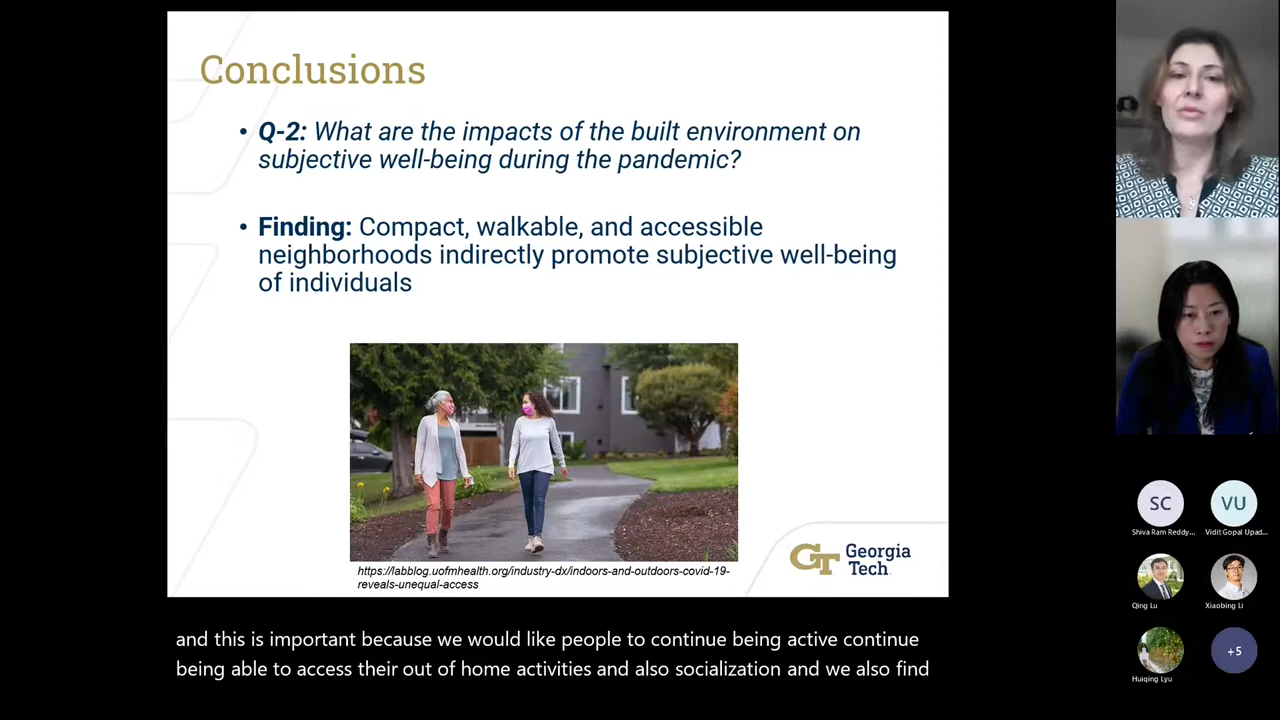 Conclusions
• Q-2: What are the impacts of the built environment on
subjective well-being during the pandemic?
• Finding: Compact, walkable, and accessible
neighborhoods indirectly promote subjective well-being
of individuals
https://labblog.uofmhealth.org/industry-dx/indoors-and-outdoors-covid-19-
reveals-unequal-access
GT Georgia
Tech
and this is important because we would like people to continue being active continue
being able to access their out of home activities and also socialization and we also find
SC
VU
Shiva Ram Reddy...
Vidit Gopal Upad...
Qing Lu
Xiaobing Li
Huiqing Lyu
+5